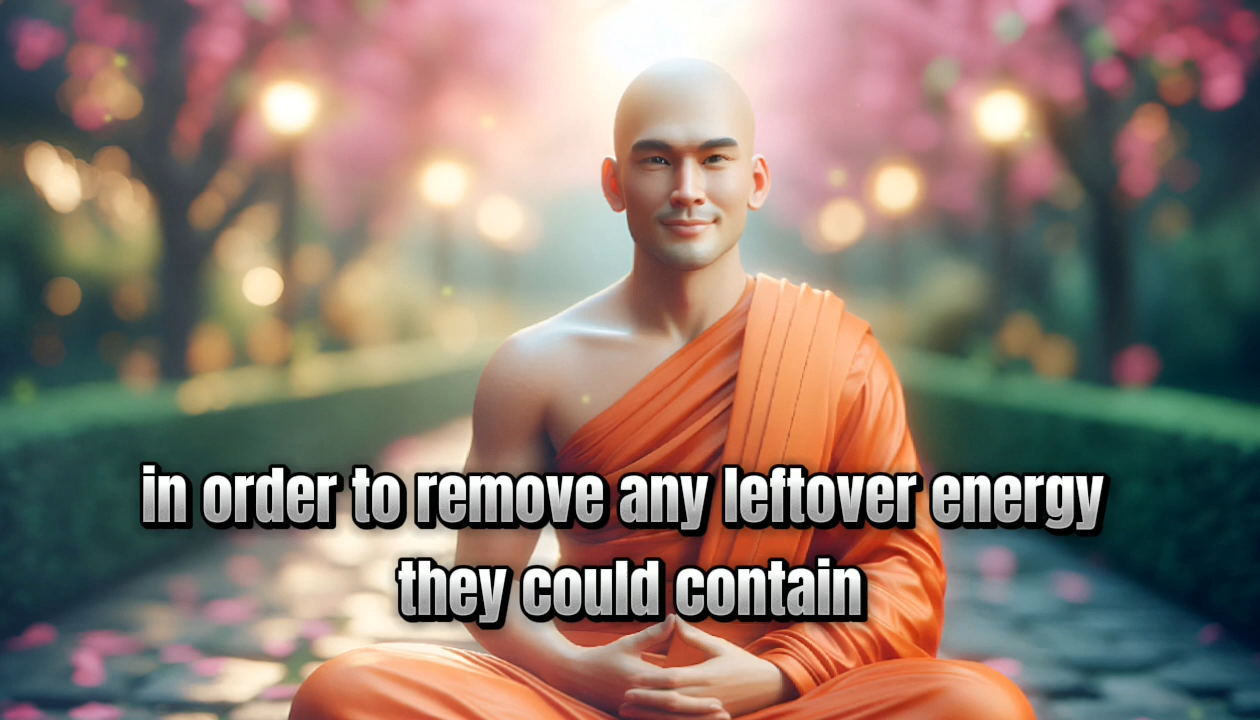 in order to remove any leftover energy
they could contain